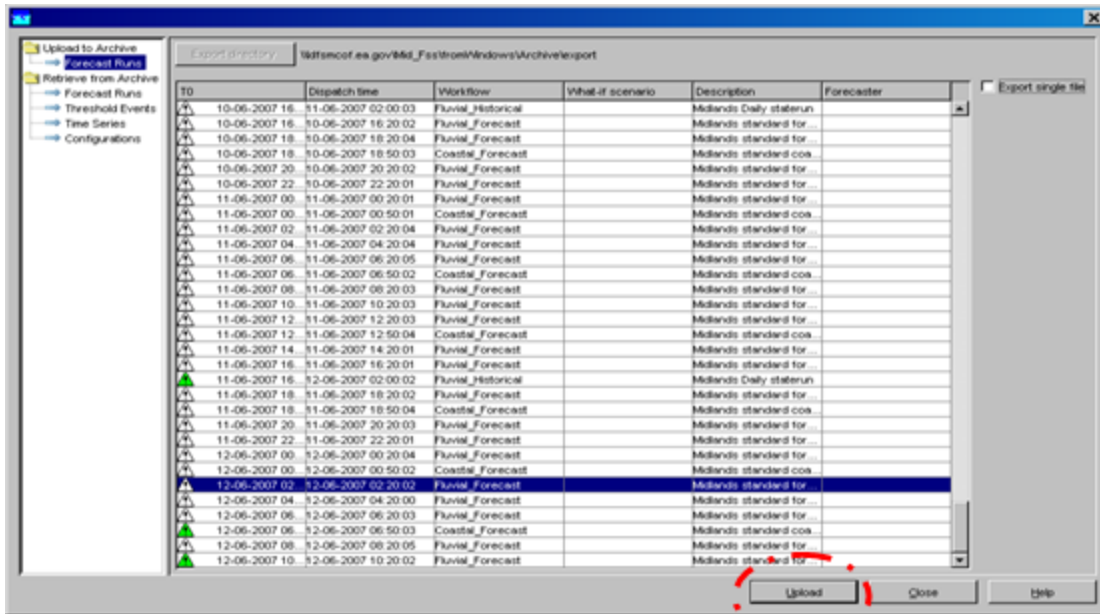 Upload to Archive
Forecast Runs
Retrieve from Archive
Forecast Runs
Threshold Events
Time Series
Configurations
Export directory
Export single file
T0 Dispatch time Workflow What-if scenario Description Forecaster
10-06-2007 16... 11-06-2007 02:00:03 Fluvial_Historical Midlands Daily staterun
10-06-2007 16... 10-06-2007 16:20:02 Fluvial_Forecast Midlands standard for...
10-06-2007 18... 10-06-2007 18:20:04 Fluvial_Forecast Midlands standard for...
10-06-2007 18... 10-06-2007 18:50:03 Coastal_Forecast Midlands standard coa...
10-06-2007 20... 10-06-2007 20:20:02 Fluvial_Forecast Midlands standard for...
10-06-2007 22... 10-06-2007 22:20:01 Fluvial_Forecast Midlands standard for...
11-06-2007 00... 11-06-2007 00:20:01 Fluvial_Forecast Midlands standard for...
11-06-2007 00... 11-06-2007 00:50:01 Coastal_Forecast Midlands standard coa...
11-06-2007 02... 11-06-2007 02:20:04 Fluvial_Forecast Midlands standard for...
11-06-2007 04... 11-06-2007 04:20:04 Fluvial_Forecast Midlands standard for...
11-06-2007 06... 11-06-2007 06:20:05 Fluvial_Forecast Midlands standard for...
11-06-2007 06... 11-06-2007 06:50:02 Coastal_Forecast Midlands standard coa...
11-06-2007 08... 11-06-2007 08:20:03 Fluvial_Forecast Midlands standard for...
11-06-2007 10... 11-06-2007 10:20:03 Fluvial_Forecast Midlands standard for...
11-06-2007 12... 11-06-2007 12:20:03 Fluvial_Forecast Midlands standard for...
11-06-2007 12... 11-06-2007 12:50:04 Coastal_Forecast Midlands standard coa...
11-06-2007 14... 11-06-2007 14:20:01 Fluvial_Forecast Midlands standard for...
11-06-2007 16... 11-06-2007 16:20:01 Fluvial_Forecast Midlands standard for...
11-06-2007 16... 12-06-2007 02:00:02 Fluvial_Historical Midlands Daily staterun
11-06-2007 18... 11-06-2007 18:20:02 Fluvial_Forecast Midlands standard for...
11-06-2007 18... 11-06-2007 18:50:04 Coastal_Forecast Midlands standard coa...
11-06-2007 20... 11-06-2007 20:20:03 Fluvial_Forecast Midlands standard for...
11-06-2007 22... 11-06-2007 22:20:01 Fluvial_Forecast Midlands standard for...
12-06-2007 00... 12-06-2007 00:20:04 Fluvial_Forecast Midlands standard for...
12-06-2007 00... 12-06-2007 00:50:02 Coastal_Forecast Midlands standard coa...
12-06-2007 02... 12-06-2007 02:20:02 Fluvial_Forecast Midlands standard for...
12-06-2007 04... 12-06-2007 04:20:00 Fluvial_Forecast Midlands standard for...
12-06-2007 06... 12-06-2007 06:20:03 Fluvial_Forecast Midlands standard for...
12-06-2007 06... 12-06-2007 06:50:03 Coastal_Forecast Midlands standard coa...
12-06-2007 08... 12-06-2007 08:20:05 Fluvial_Forecast Midlands standard for...
12-06-2007 10... 12-06-2007 10:20:02 Fluvial_Forecast Midlands standard for...
Upload Close Help